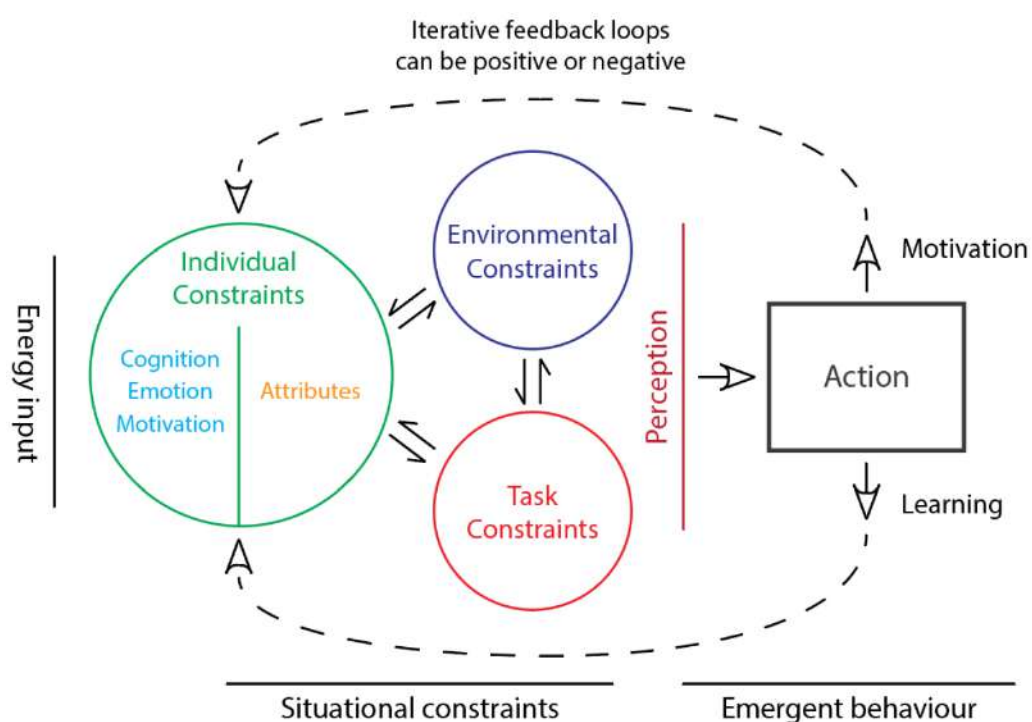 Iterative feedback loops
can be positive or negative
Environmental
Constraints
Individual
Constraints
Cognition
Emotion
Motivation
Attributes
Energy input
Task
Constraints
Perception
Action
Motivation
Learning
Situational constraints
Emergent behaviour